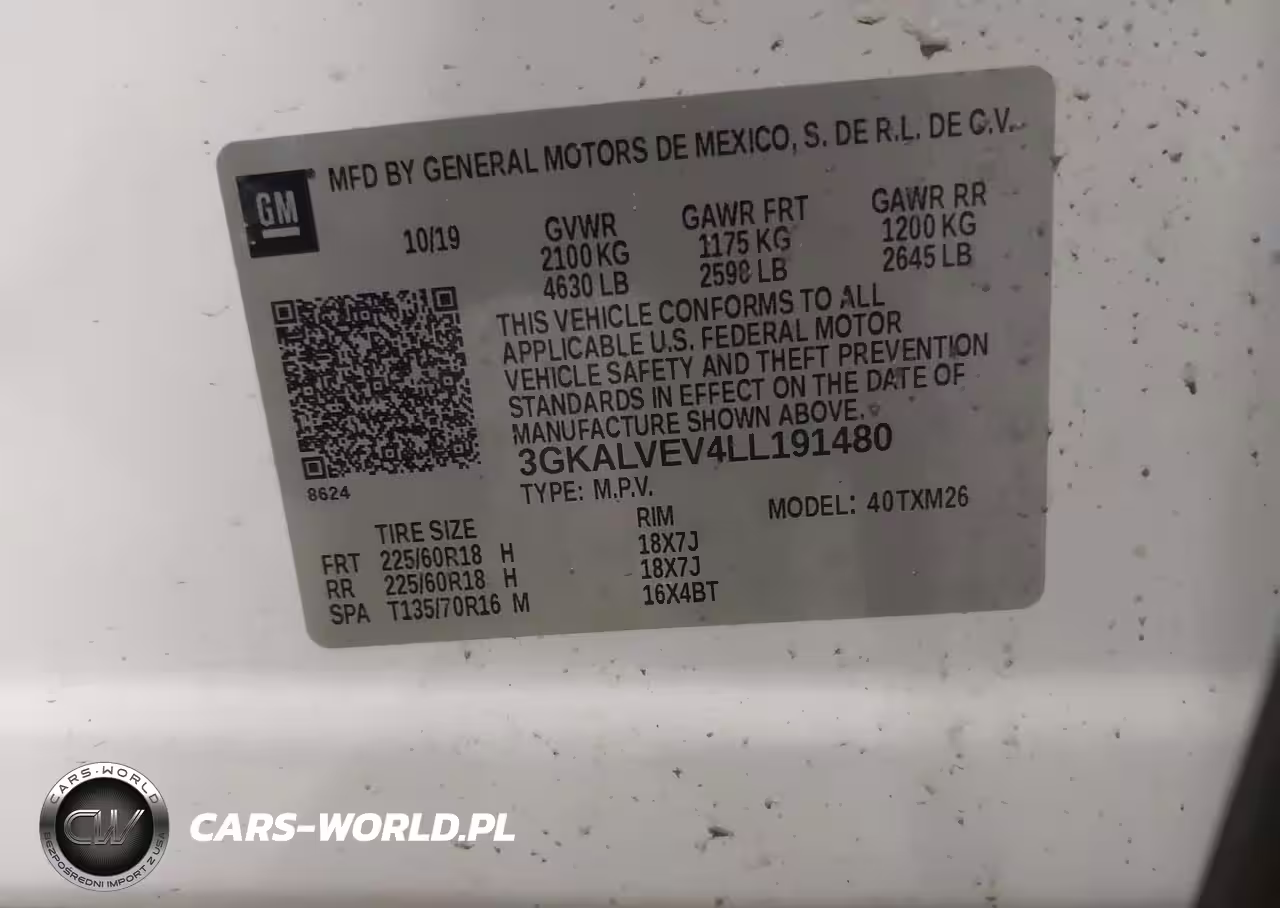 MFD BY GENERAL MOTORS DE MEXICO, S. DE R.L. DE C.V.
GM
10/19
GVWR GAWR FRT GAWR RR
2100 KG 1175 KG 1200 KG
4630 LB 2590 LB 2645 LB
THIS VEHICLE CONFORMS TO ALL
APPLICABLE U.S. FEDERAL MOTOR
VEHICLE SAFETY AND THEFT PREVENTION
STANDARDS IN EFFECT ON THE DATE OF
MANUFACTURE SHOWN ABOVE.
3GKALVEV4LL191480
8624
TYPE: M.P.V. MODEL: 40TXM26
TIRE SIZE RIM
FRT 225/60R18 H 18X7J
RR 225/60R18 H 18X7J
SPA T135/70R16 M 16X4BT
CARS-WORLD
CW
BEZPOŚREDNI IMPORT Z USA
CARS-WORLD.PL